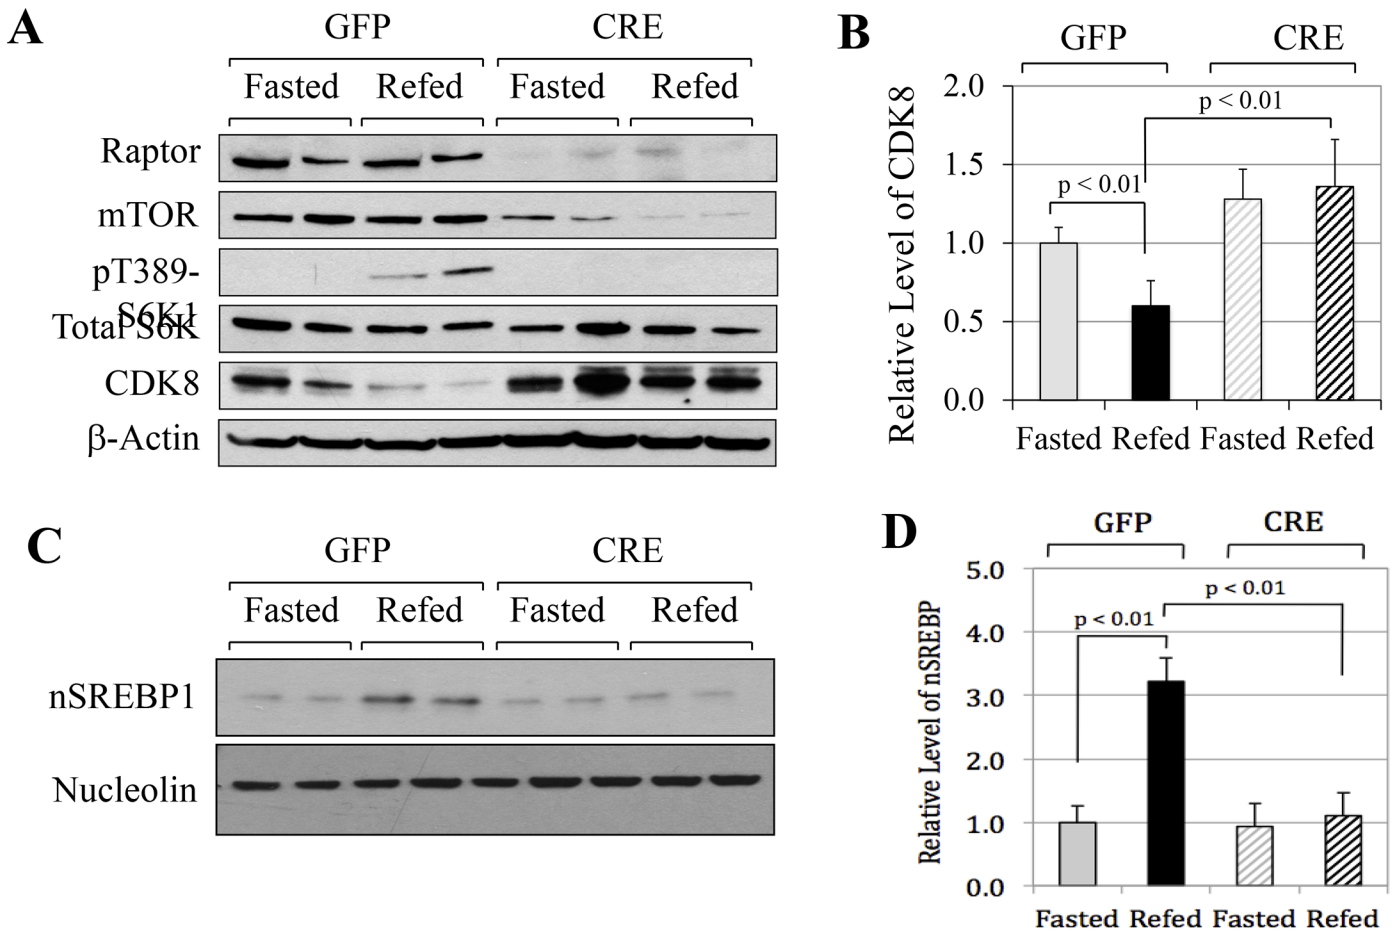 A
GFP CRE
Fasted Refed Fasted Refed
Raptor
mTOR
pT389-
S6K1
Total S6K
CDK8
β-Actin
B
GFP CRE
Relative Level of CDK8
2.0
1.5
1.0
0.5
0.0
p < 0.01
p < 0.01
Fasted Refed Fasted Refed
C
GFP CRE
Fasted Refed Fasted Refed
nSREBP1
Nucleolin
D
GFP CRE
Relative Level of nSREBP
5.0
4.0
3.0
2.0
1.0
0.0
p < 0.01
p < 0.01
Fasted Refed Fasted Refed